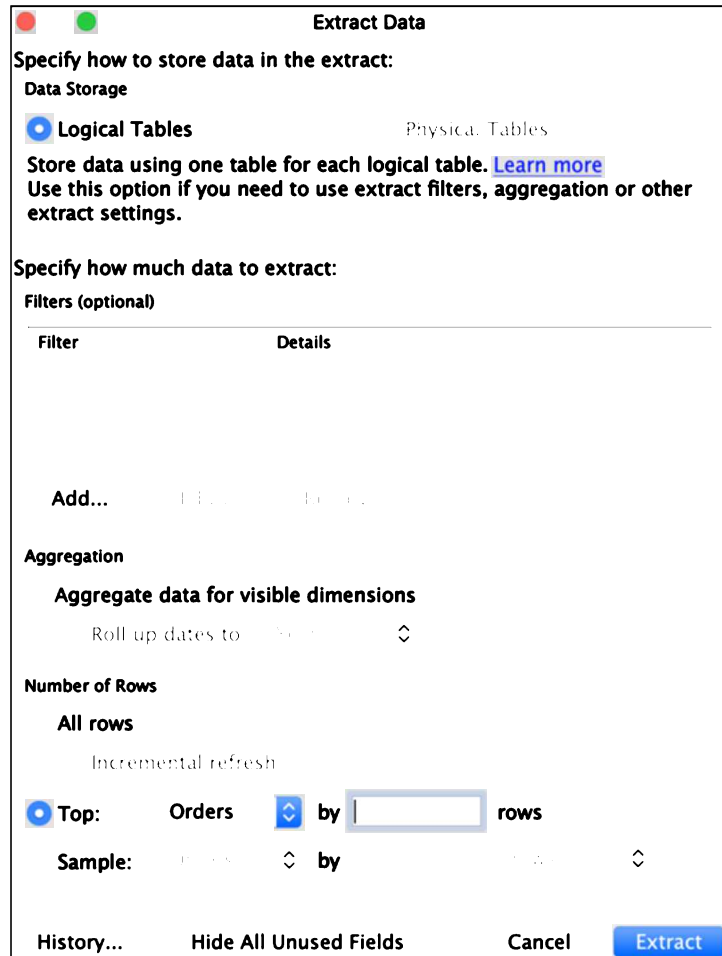 Extract Data
Specify how to store data in the extract:
Data Storage
Logical Tables Physical Tables
Store data using one table for each logical table. Learn more
Use this option if you need to use extract filters, aggregation or other
extract settings.
Specify how much data to extract:
Filters (optional)
Filter Details
Add...
Aggregation
Aggregate data for visible dimensions
Roll up dates to
Number of Rows
All rows
Incremental refresh
Top: Orders by rows
Sample: by
History... Hide All Unused Fields Cancel Extract